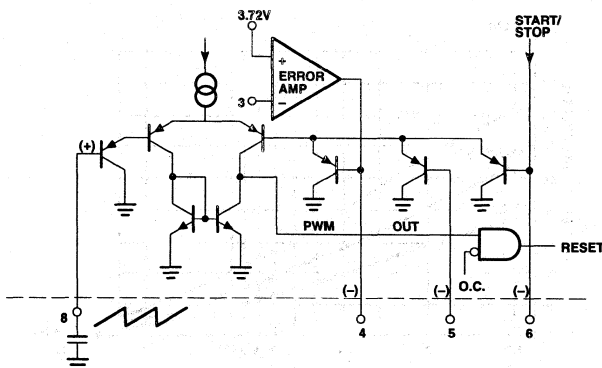 3.72V
START/
STOP
+
ERROR
AMP
3
–
(+)
PWM
OUT
RESET
O.C.
(–)
(–)
(–)
8
4
5
6